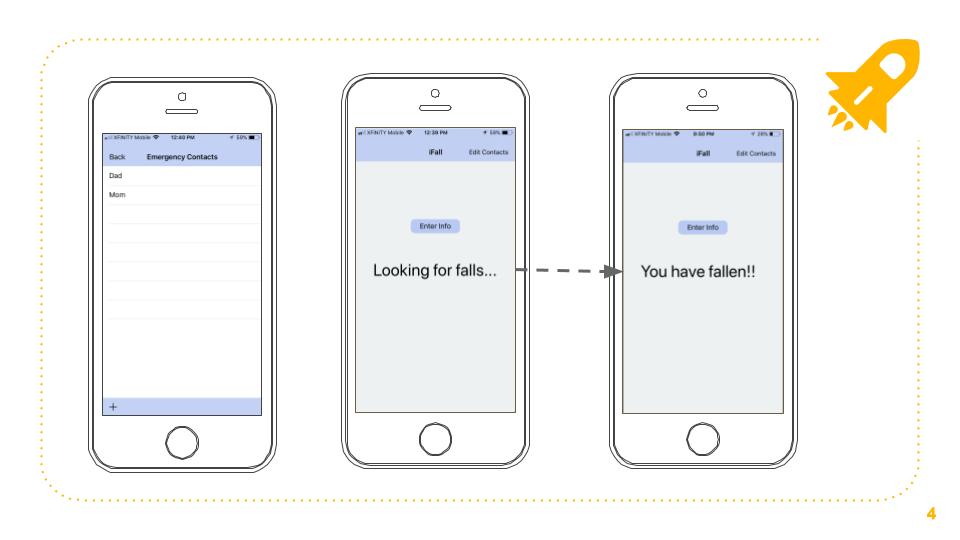 XFINITY Mobile 12:40 PM 59%
Back Emergency Contacts
Dad
Mom
+
XFINITY Mobile 12:39 PM 59%
iFall Edit Contacts
Enter Info
Looking for falls...
XFINITY Mobile 9:50 PM 26%
iFall Edit Contacts
Enter Info
You have fallen!!
4